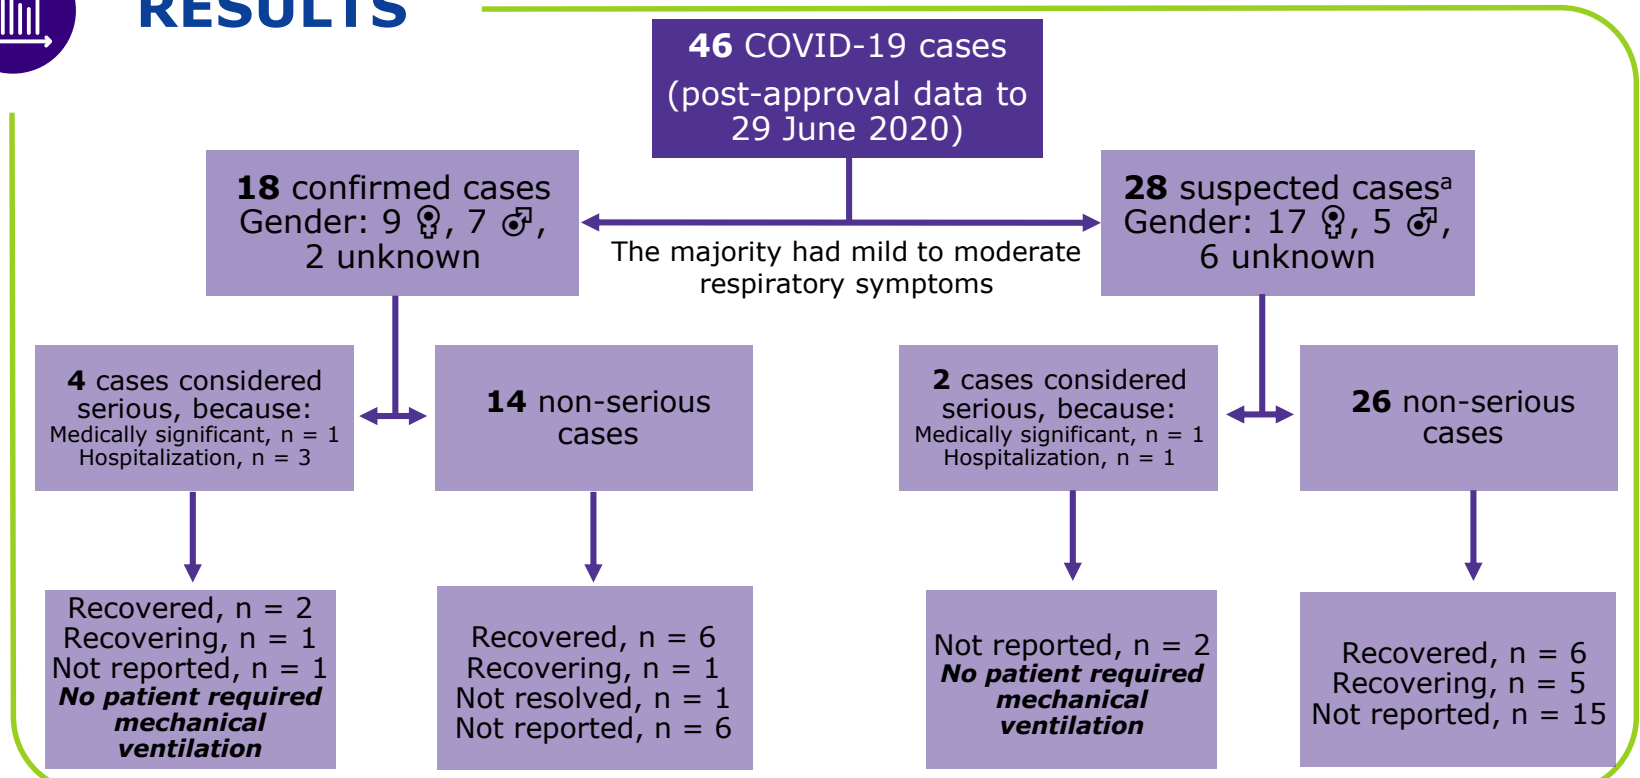 RESULTS
46 COVID-19 cases
(post-approval data to
29 June 2020)
18 confirmed cases
Gender: 9 ♀, 7 ♂,
2 unknown
28 suspected casesᵃ
Gender: 17 ♀, 5 ♂,
6 unknown
The majority had mild to moderate
respiratory symptoms
4 cases considered
serious, because:
Medically significant, n = 1
Hospitalization, n = 3
14 non-serious
cases
2 cases considered
serious, because:
Medically significant, n = 1
Hospitalization, n = 1
26 non-serious
cases
Recovered, n = 2
Recovering, n = 1
Not reported, n = 1
No patient required
mechanical
ventilation
Recovered, n = 6
Recovering, n = 1
Not resolved, n = 1
Not reported, n = 6
Not reported, n = 2
No patient required
mechanical
ventilation
Recovered, n = 6
Recovering, n = 5
Not reported, n = 15